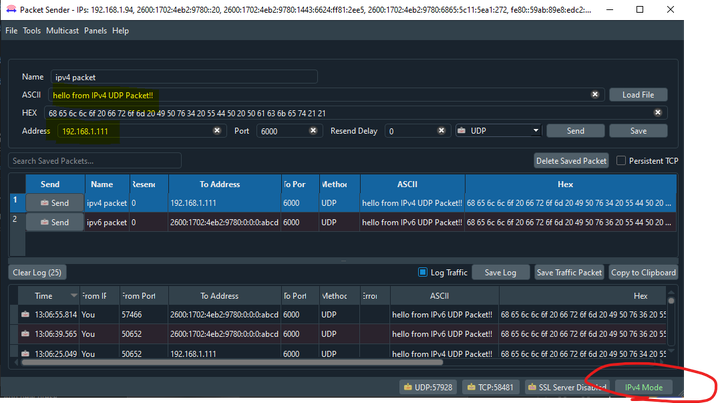 Packet Sender - IPs: 192.168.1.94, 2600:1702:4eb2:9780::20, 2600:1702:4eb2:9780:1443:6624:ff81:2ee5, 2600:1702:4eb2:9780:6865:5c11:5ea1:272, fe80::59ab:89e8:edc2:...
File Tools Multicast Panels Help
Name ipv4 packet
ASCII hello from IPv4 UDP Packet!! Load File
HEX 68 65 6c 6c 6f 20 66 72 6f 6d 20 49 50 76 34 20 55 44 50 20 50 61 63 6b 65 74 21 21
Address 192.168.1.111 Port 6000 Resend Delay 0 UDP Send Save
Search Saved Packets... Delete Saved Packet Persistent TCP
Send Name Resend To Address To Port Method ASCII Hex
1 Send ipv4 packet 0 192.168.1.111 6000 UDP hello from IPv4 UDP Packet!! 68 65 6c 6c 6f 20 66 72 6f 6d 20 49 50 76 34 20 55 44 50 20 ...
2 Send ipv6 packet 0 2600:1702:4eb2:9780:0:0:0:abcd 6000 UDP hello from IPv6 UDP Packet!! 68 65 6c 6c 6f 20 66 72 6f 6d 20 49 50 76 36 20 55 44 50 20 ...
Clear Log (25) Log Traffic Save Log Save Traffic Packet Copy to Clipboard
Time From IP From Port To Address To Port Method Error ASCII Hex
13:06:55.814 You 57466 2600:1702:4eb2:9780:0:0:0:abcd 6000 UDP hello from IPv6 UDP Packet!! 68 65 6c 6c 6f 20 66 72 6f 6d 20 49 50 76 36 20 55
13:06:39.565 You 50652 2600:1702:4eb2:9780:0:0:0:abcd 6000 UDP hello from IPv6 UDP Packet!! 68 65 6c 6c 6f 20 66 72 6f 6d 20 49 50 76 36 20 55
13:06:25.049 You 50652 192.168.1.111 6000 UDP hello from IPv4 UDP Packet!! 68 65 6c 6c 6f 20 66 72 6f 6d 20 49 50 76 34 20 55
UDP:57928 TCP:58481 SSL Server Disabled IPv4 Mode